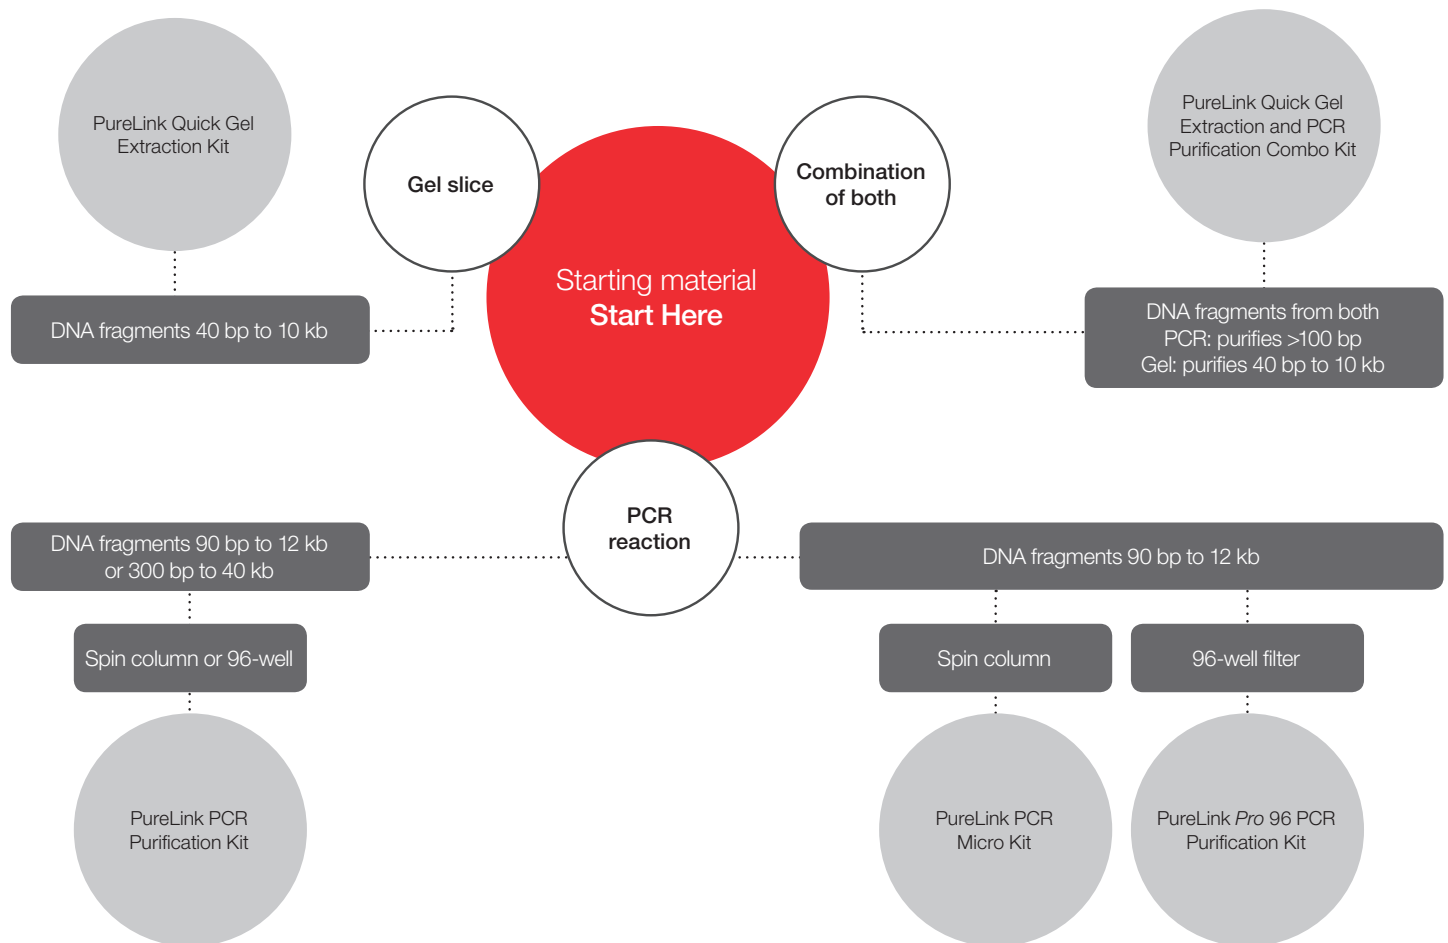 PureLink Quick Gel
Extraction Kit
Gel slice
Combination
of both
PureLink Quick Gel
Extraction and PCR
Purification Combo Kit
Starting material
Start Here
DNA fragments 40 bp to 10 kb
DNA fragments from both
PCR: purifies >100 bp
Gel: purifies 40 bp to 10 kb
PCR
reaction
DNA fragments 90 bp to 12 kb
or 300 bp to 40 kb
DNA fragments 90 bp to 12 kb
Spin column or 96-well
Spin column
96-well filter
PureLink PCR
Purification Kit
PureLink PCR
Micro Kit
PureLink Pro 96 PCR
Purification Kit